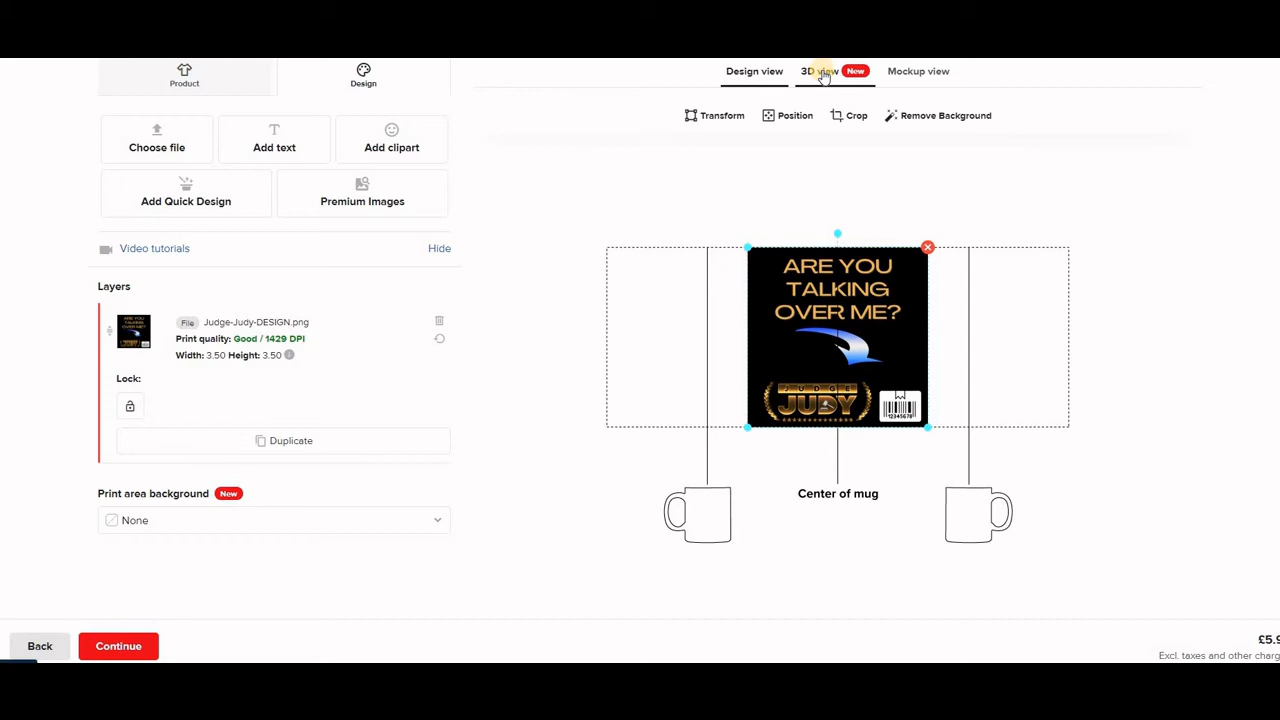 Product
Design
Design view
3D view
New
Mockup view
Transform
Position
Crop
Remove Background
Choose file
Add text
Add clipart
Add Quick Design
Premium Images
Video tutorials
Hide
Layers
File
Judge-Judy-DESIGN.png
Print quality: Good / 1429 DPI
Width: 3.50 Height: 3.50
Lock:
Duplicate
Print area background
New
None
ARE YOU
TALKING
OVER ME?
JUDGE
JUDY
12345678
Center of mug
Back
Continue
£5.9
Excl. taxes and other charg